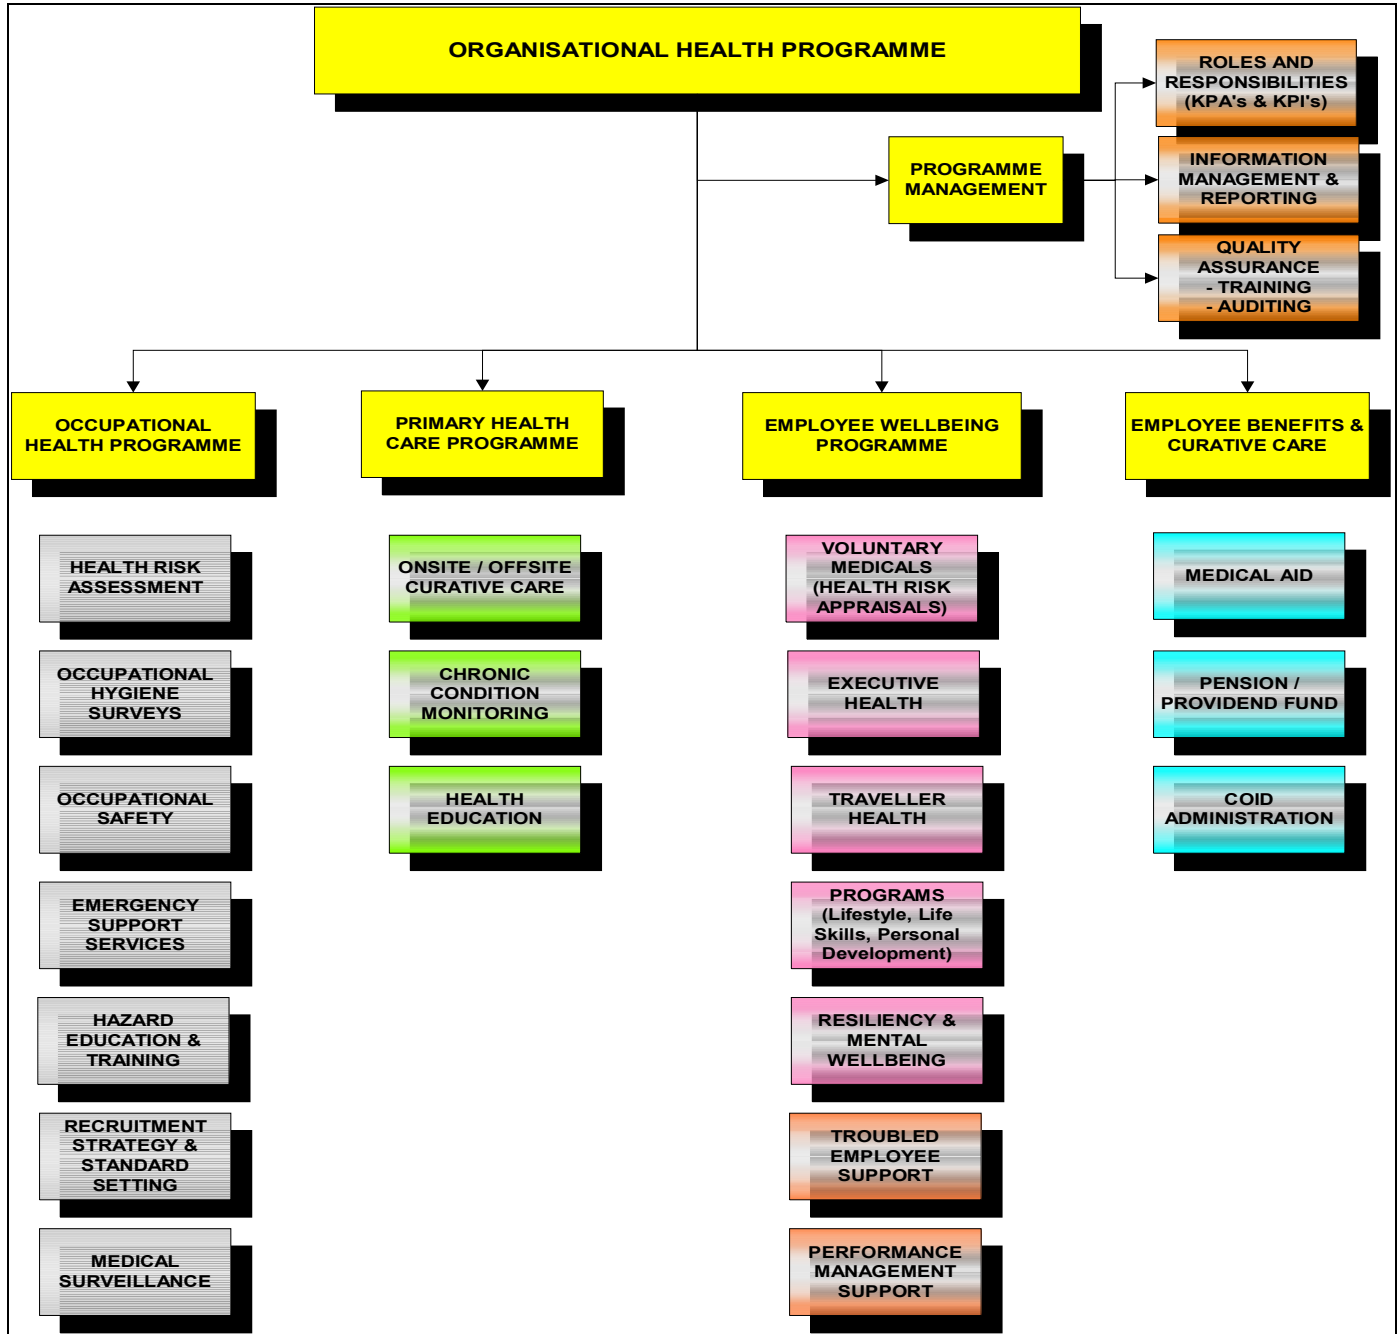 ORGANISATIONAL HEALTH PROGRAMME
ROLES AND
RESPONSIBILITIES
(KPA's & KPI's)
PROGRAMME
MANAGEMENT
INFORMATION
MANAGEMENT &
REPORTING
QUALITY
ASSURANCE
- TRAINING
- AUDITING
OCCUPATIONAL
HEALTH PROGRAMME
PRIMARY HEALTH
CARE PROGRAMME
EMPLOYEE WELLBEING
PROGRAMME
EMPLOYEE BENEFITS &
CURATIVE CARE
HEALTH RISK
ASSESSMENT
OCCUPATIONAL
HYGIENE
SURVEYS
OCCUPATIONAL
SAFETY
EMERGENCY
SUPPORT
SERVICES
HAZARD
EDUCATION &
TRAINING
RECRUITMENT
STRATEGY &
STANDARD
SETTING
MEDICAL
SURVEILLANCE
ONSITE / OFFSITE
CURATIVE CARE
CHRONIC
CONDITION
MONITORING
HEALTH
EDUCATION
VOLUNTARY
MEDICALS
(HEALTH RISK
APPRAISALS)
EXECUTIVE
HEALTH
TRAVELLER
HEALTH
PROGRAMS
(Lifestyle, Life
Skills, Personal
Development)
RESILIENCY &
MENTAL
WELLBEING
TROUBLED
EMPLOYEE
SUPPORT
PERFORMANCE
MANAGEMENT
SUPPORT
MEDICAL AID
PENSION /
PROVIDEND FUND
COID
ADMINISTRATION